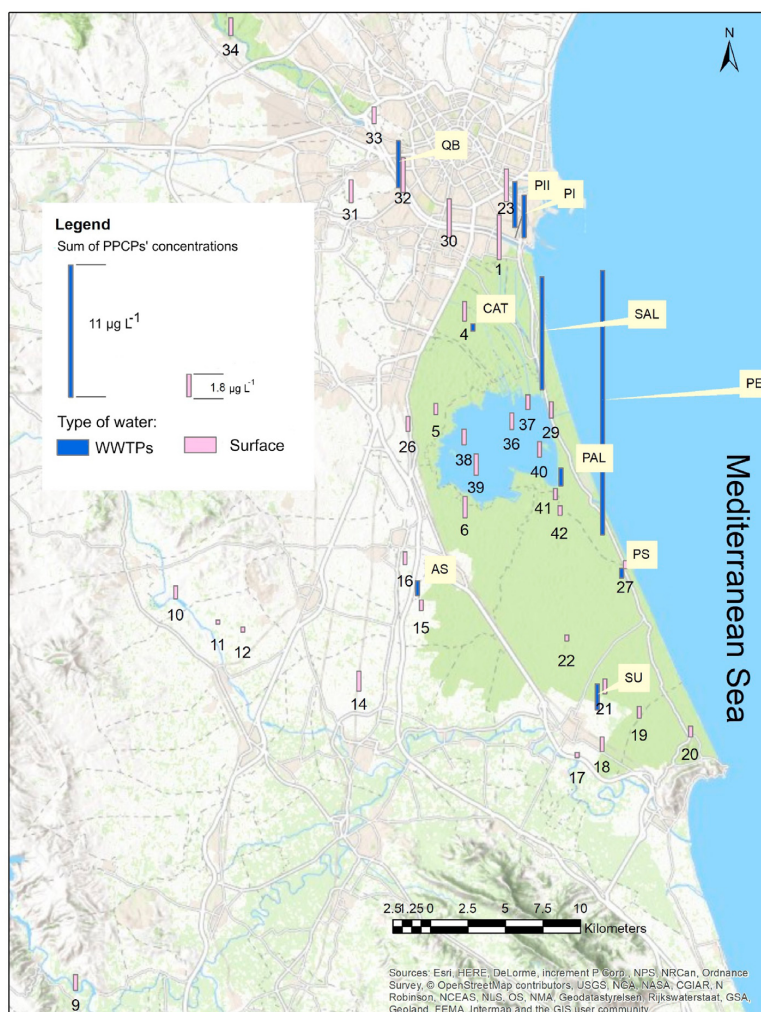 N
34
33
QB
32
31
23
PII
PI
30
1
Legend
Sum of PPCPs' concentrations
11 µg L-1
1.8 µg L-1
Type of water:
WWTPs
Surface
CAT
4
SAL
PE
5
26
37
36
29
38
40
39
PAL
6
41
42
Mediterranean Sea
16
AS
15
PS
27
10
11
12
22
14
SU
21
19
20
18
17
2.51.25 0 2.5 5 7.5 10
Kilometers
9
Sources: Esri, HERE, DeLorme, increment P Corp., NPS, NRCan, Ordnance
Survey, © OpenStreetMap contributors, USGS, NGA, NASA, CGIAR, N
Robinson, NCEAS, NLS, OS, NMA, Geodatastyrelsen, Rijkswaterstaat, GSA,
Geoland, FEMA, Intermap and the GIS user community